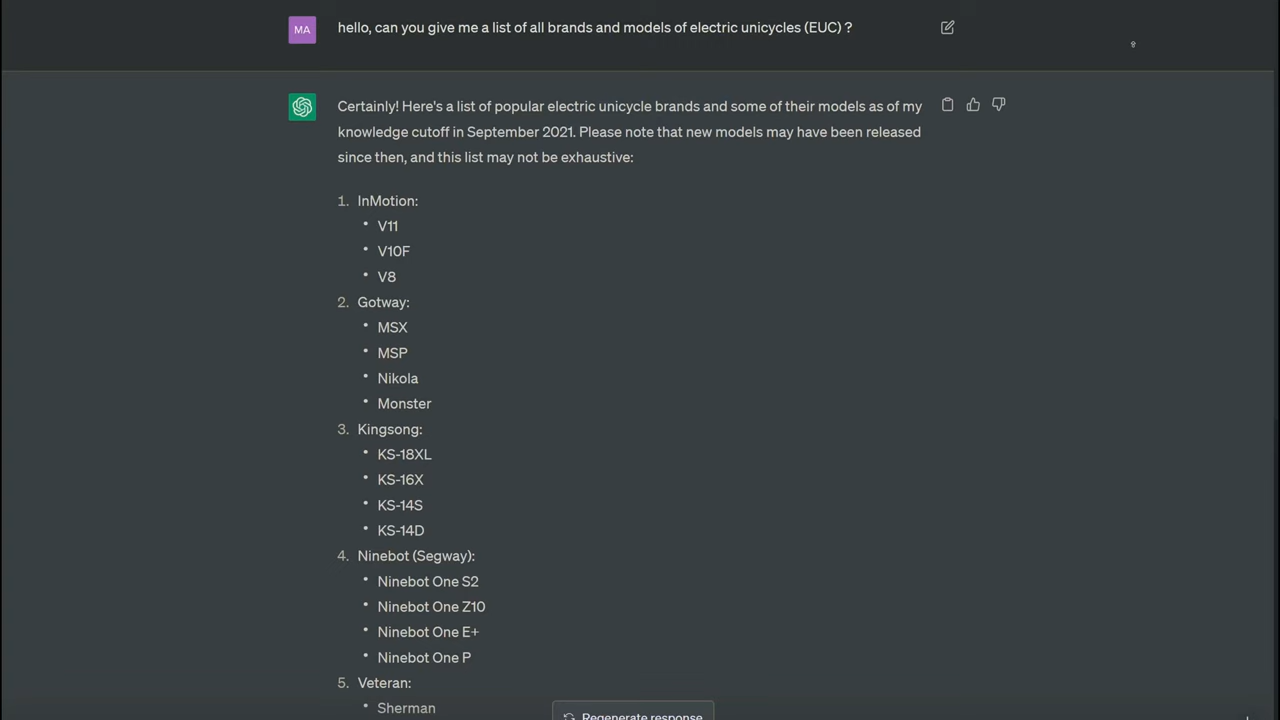 MA
hello, can you give me a list of all brands and models of electric unicycles (EUC) ?
Certainly! Here's a list of popular electric unicycle brands and some of their models as of my
knowledge cutoff in September 2021. Please note that new models may have been released
since then, and this list may not be exhaustive:
1. InMotion:
• V11
• V10F
• V8
2. Gotway:
• MSX
• MSP
• Nikola
• Monster
3. Kingsong:
• KS-18XL
• KS-16X
• KS-14S
• KS-14D
4. Ninebot (Segway):
• Ninebot One S2
• Ninebot One Z10
• Ninebot One E+
• Ninebot One P
5. Veteran:
• Sherman
Regenerate response